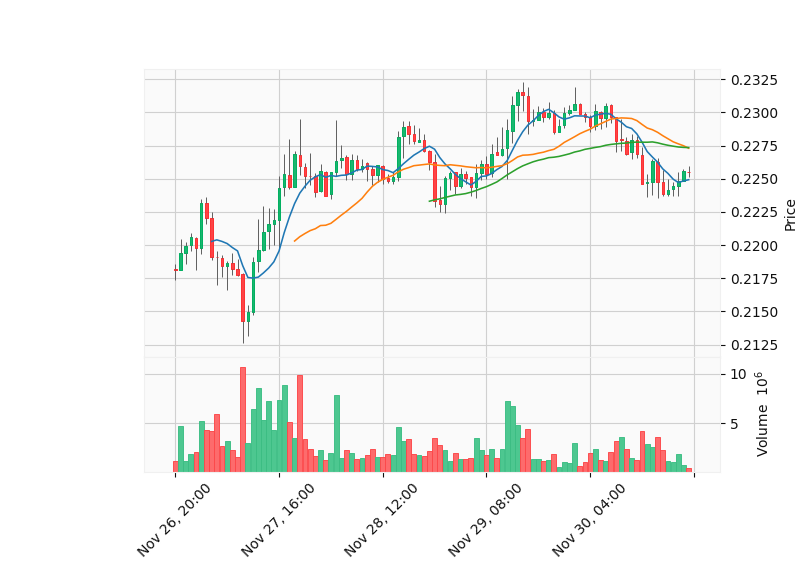 0.2325
0.2300
0.2275
0.2250
0.2225
0.2200
0.2175
0.2150
0.2125
Price
10
5
Volume 10⁶
Nov 26, 20:00
Nov 27, 16:00
Nov 28, 12:00
Nov 29, 08:00
Nov 30, 04:00